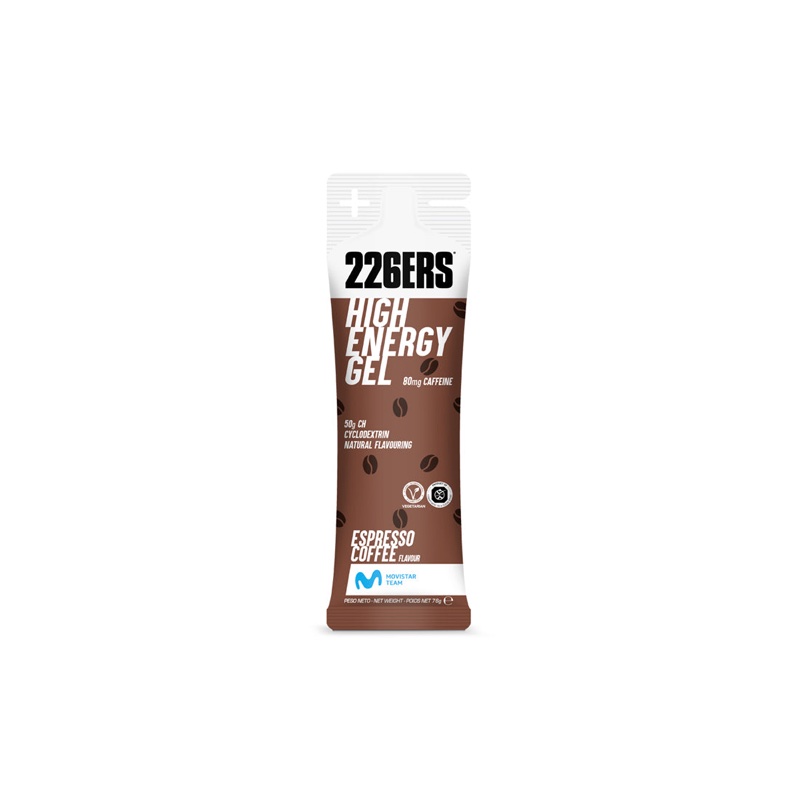 226ERS
HIGH
ENERGY
GEL
80mg CAFFEINE
50g CH
CYCLODEXTRIN
NATURAL FLAVOURING
VEGETARIAN
ESPRESSO
COFFEE FLAVOUR
MOVISTAR
TEAM
PESO NETO - NET WEIGHT - POIDS NET 76g e